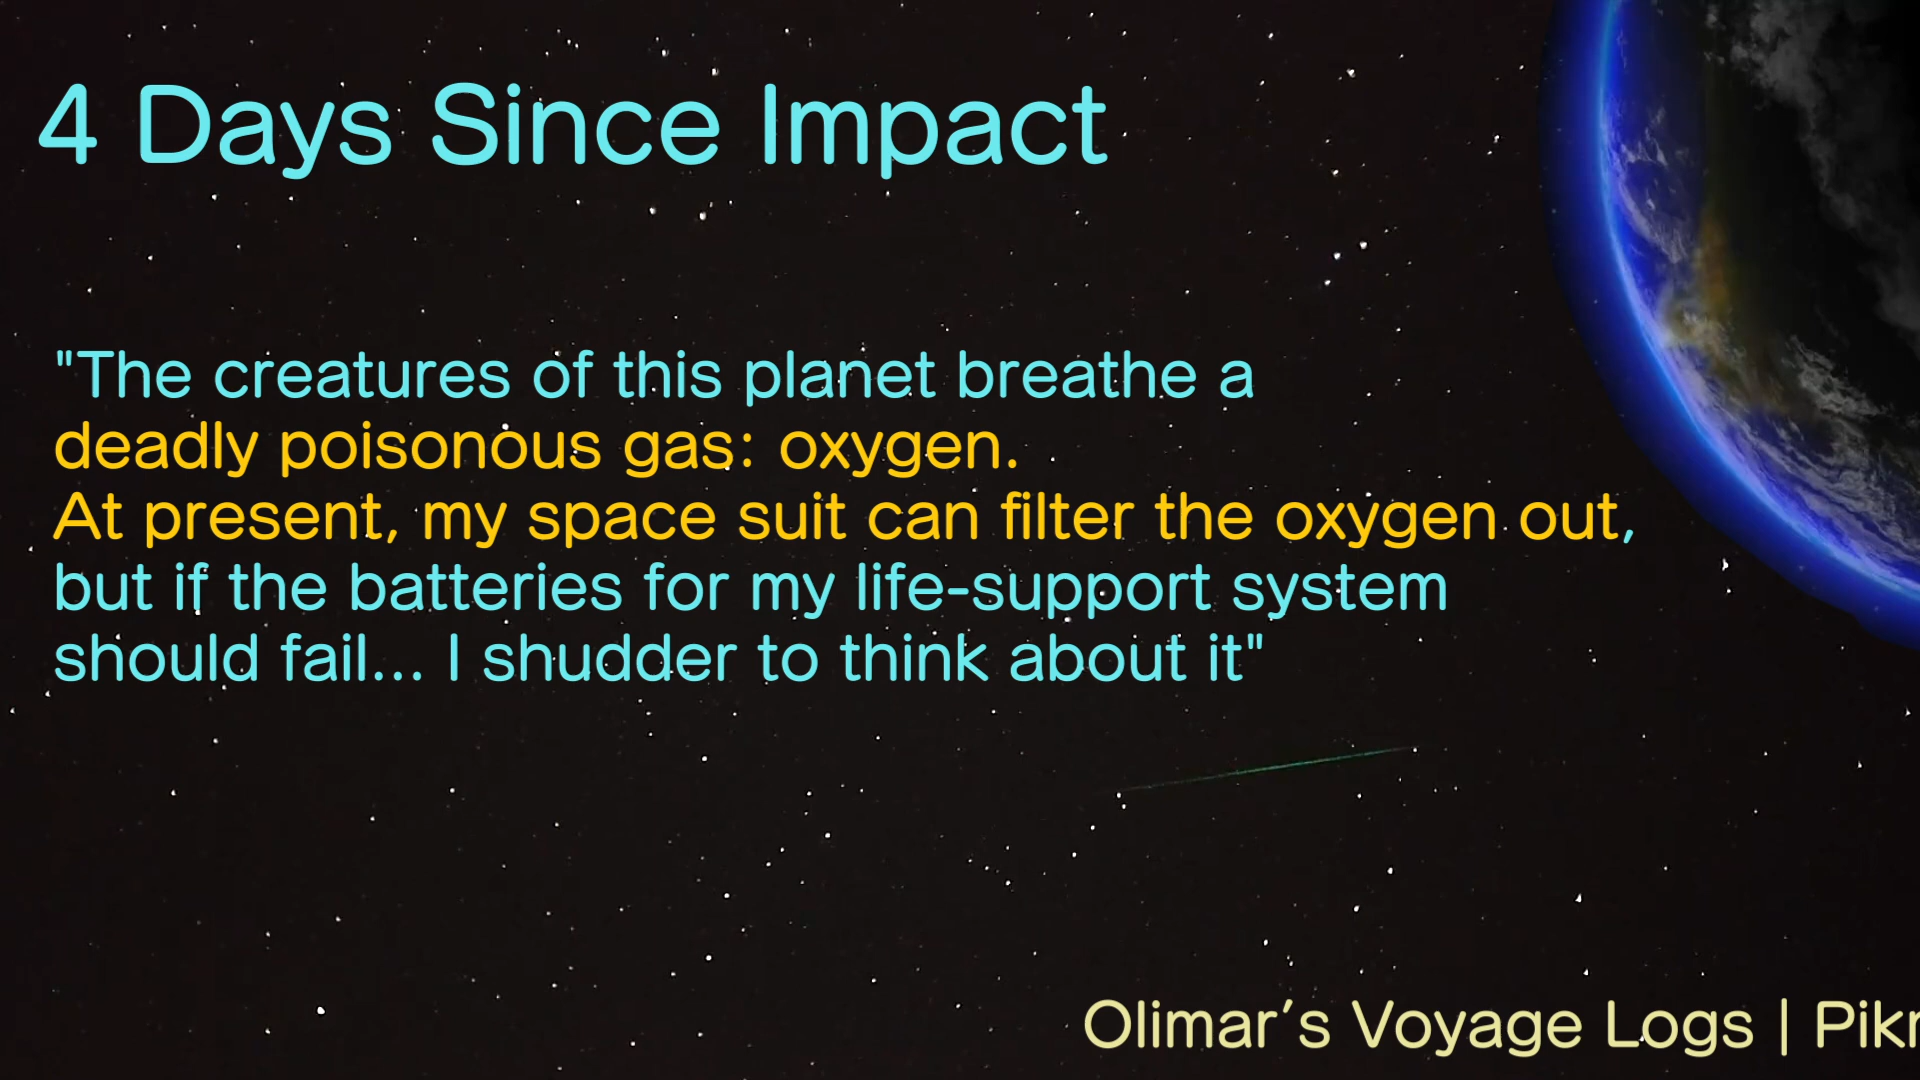 4 Days Since Impact
"The creatures of this planet breathe a
deadly poisonous gas: oxygen.
At present, my space suit can filter the oxygen out,
but if the batteries for my life-support system
should fail... I shudder to think about it"
Olimar's Voyage Logs |